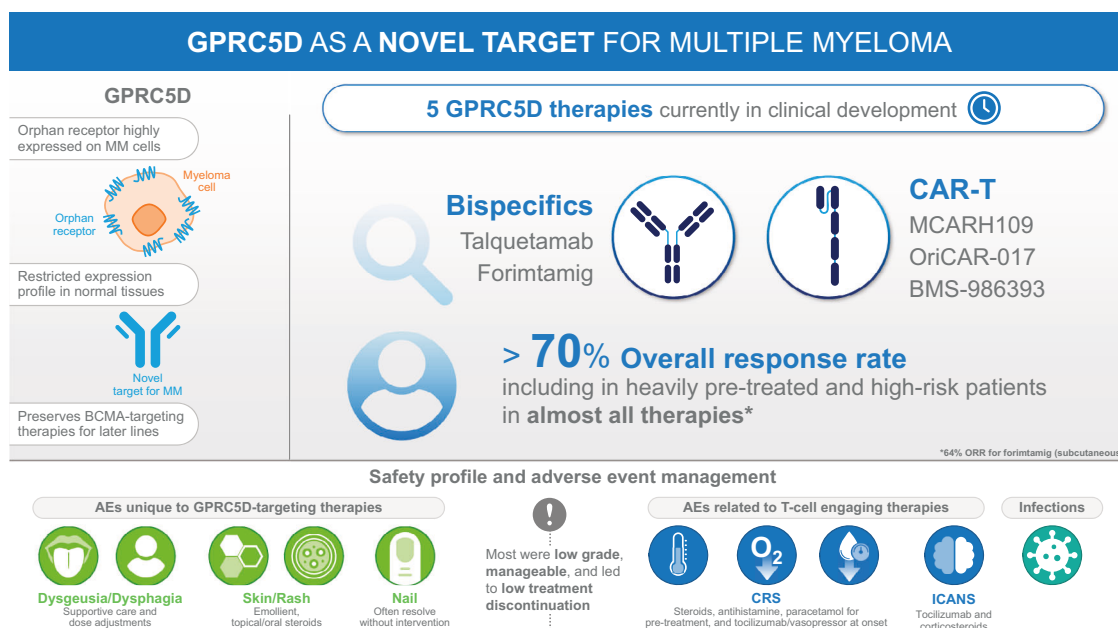 GPRC5D AS A NOVEL TARGET FOR MULTIPLE MYELOMA
GPRC5D
Orphan receptor highly
expressed on MM cells
Myeloma
cell
Orphan
receptor
Restricted expression
profile in normal tissues
Novel
target for MM
Preserves BCMA-targeting
therapies for later lines
5 GPRC5D therapies currently in clinical development
Bispecifics
Talquetamab
Forimtamig
CAR-T
MCARH109
OriCAR-017
BMS-986393
> 70% Overall response rate
including in heavily pre-treated and high-risk patients
in almost all therapies*
*64% ORR for forimtamig (subcutaneous
Safety profile and adverse event management
AEs unique to GPRC5D-targeting therapies
Dysgeusia/Dysphagia
Supportive care and
dose adjustments
Skin/Rash
Emollient,
topical/oral steroids
Nail
Often resolve
without intervention
!
Most were low grade,
manageable, and led
to low treatment
discontinuation
AEs related to T-cell engaging therapies
O2
CRS
Steroids, antihistamine, paracetamol for
pre-treatment, and tocilizumab/vasopressor at onset
ICANS
Tocilizumab and
corticosteroids
Infections